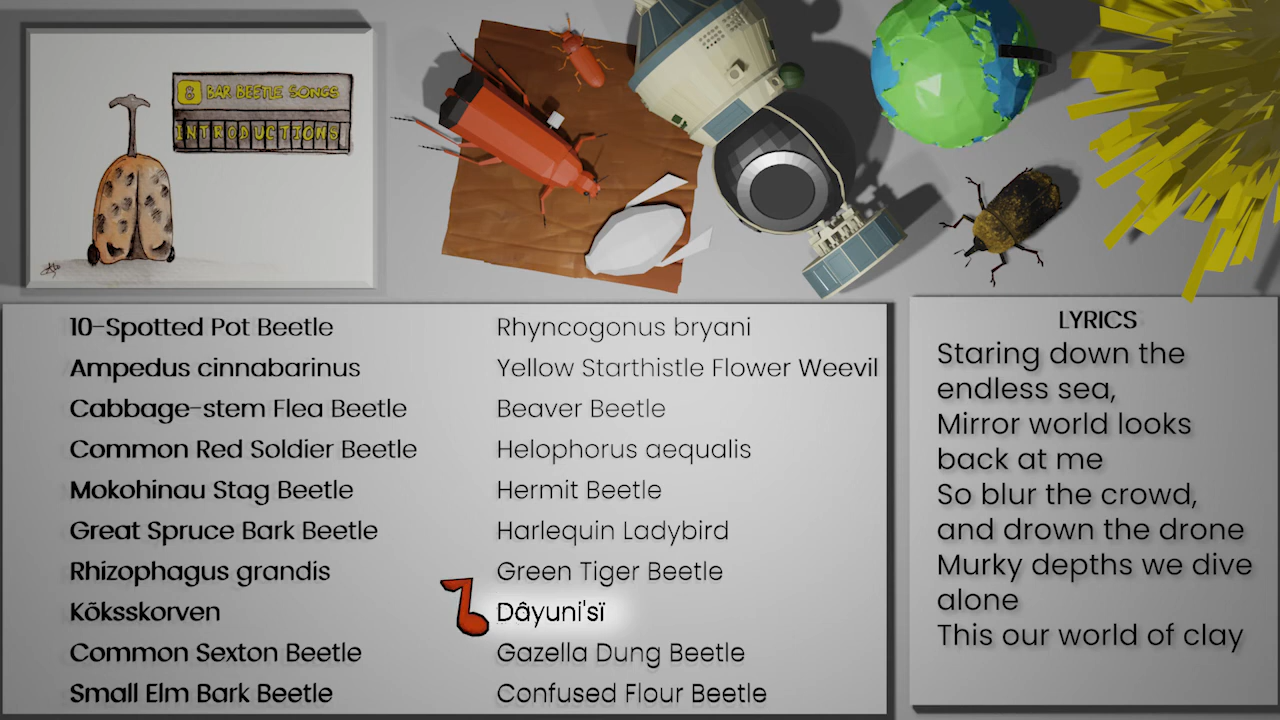 8 BAR BEETLE SONGS
INTRODUCTIONS
10-Spotted Pot Beetle
Ampedus cinnabarinus
Cabbage-stem Flea Beetle
Common Red Soldier Beetle
Mokohinau Stag Beetle
Great Spruce Bark Beetle
Rhizophagus grandis
Kõksskorven
Common Sexton Beetle
Small Elm Bark Beetle
Rhyncogonus bryani
Yellow Starthistle Flower Weevil
Beaver Beetle
Helophorus aequalis
Hermit Beetle
Harlequin Ladybird
Green Tiger Beetle
Dâyuni'sï
Gazella Dung Beetle
Confused Flour Beetle
LYRICS
Staring down the
endless sea,
Mirror world looks
back at me
So blur the crowd,
and drown the drone
Murky depths we dive
alone
This our world of clay